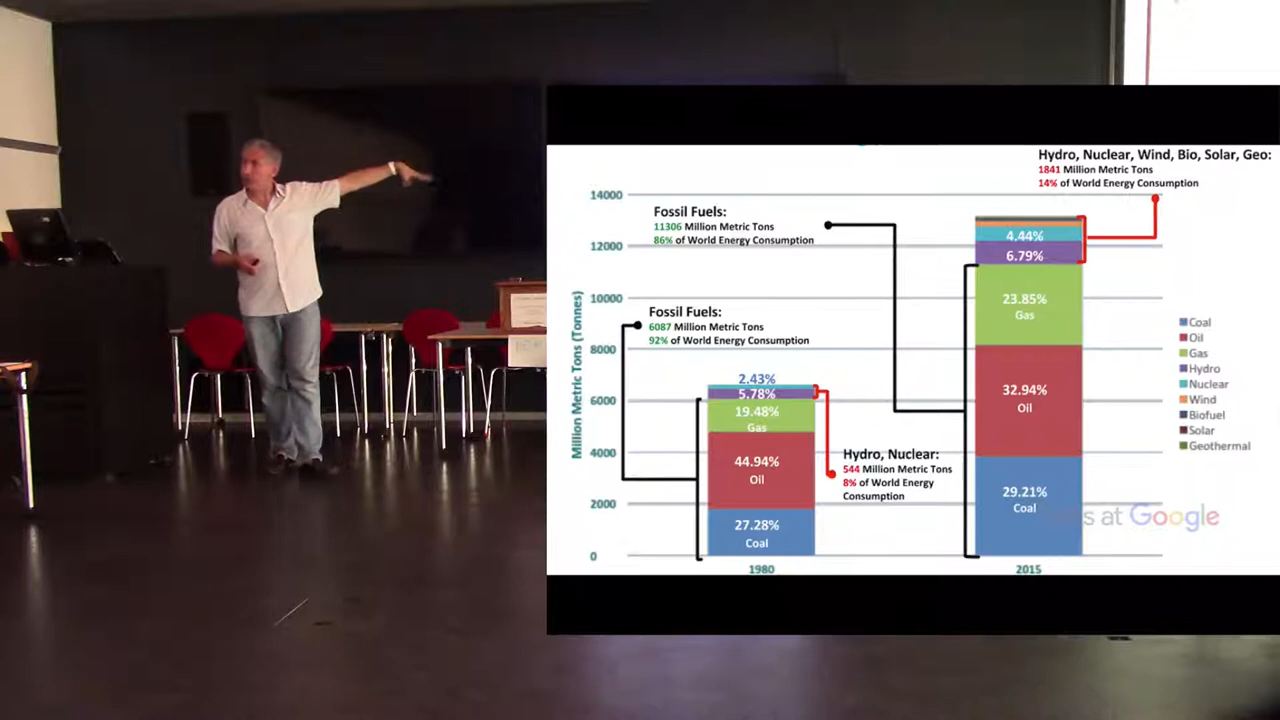 Hydro, Nuclear, Wind, Bio, Solar, Geo:
1841 Million Metric Tons
14% of World Energy Consumption
Fossil Fuels:
11306 Million Metric Tons
86% of World Energy Consumption
Fossil Fuels:
6087 Million Metric Tons
92% of World Energy Consumption
Million Metric Tons (Tonnes)
14000
12000
10000
8000
6000
4000
2000
0
2.43%
5.78%
19.48%
Gas
44.94%
Oil
27.28%
Coal
1980
Hydro, Nuclear:
544 Million Metric Tons
8% of World Energy
Consumption
4.44%
6.79%
23.85%
Gas
32.94%
Oil
29.21%
Coal
2015
Coal
Oil
Gas
Hydro
Nuclear
Wind
Biofuel
Solar
Geothermal
at Google